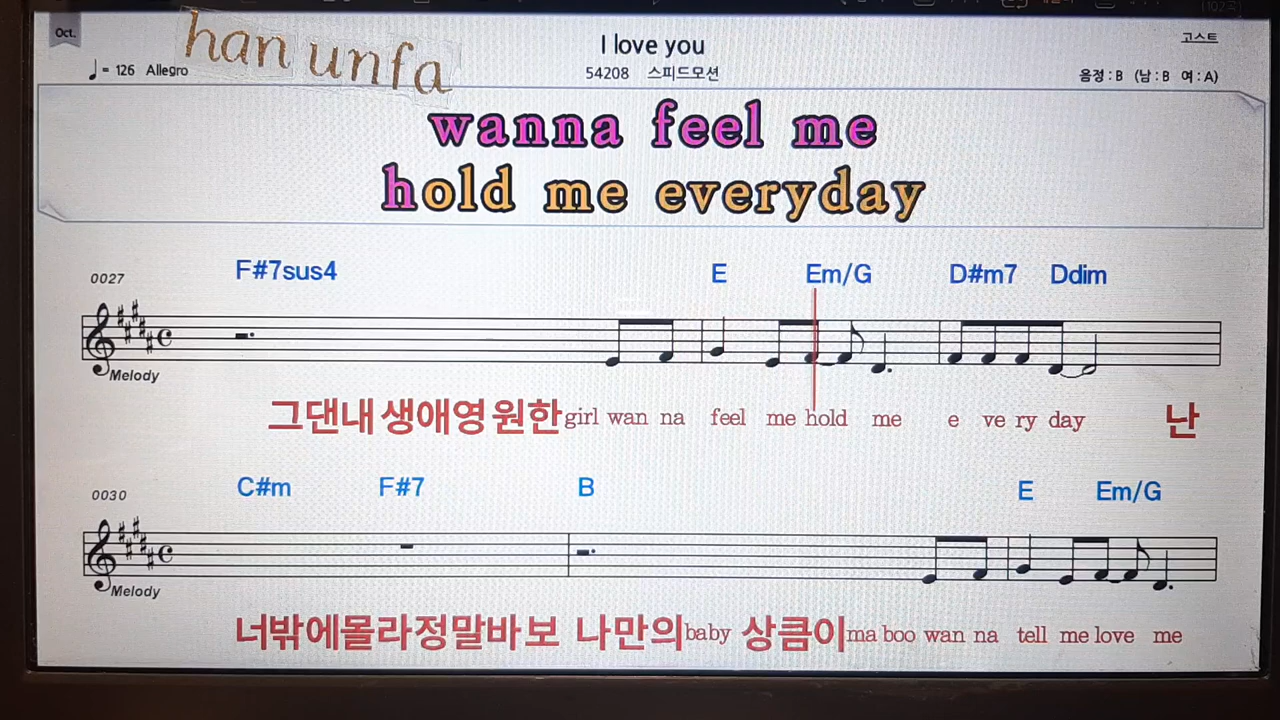 Oct.
han unfa
I love you
고스트
♩= 126 Allegro
54208 스피드모션
음정 : B (남 : B 여 : A)
wanna feel me
hold me everyday
0027
F#7sus4 E Em/G D#m7 Ddim
Melody
그댄내생애영원한girl wan na feel me hold me e ve ry day 난
0030
C#m F#7 B E Em/G
Melody
너밖에몰라정말바보 나만의baby 상큼이ma boo wan na tell me love me